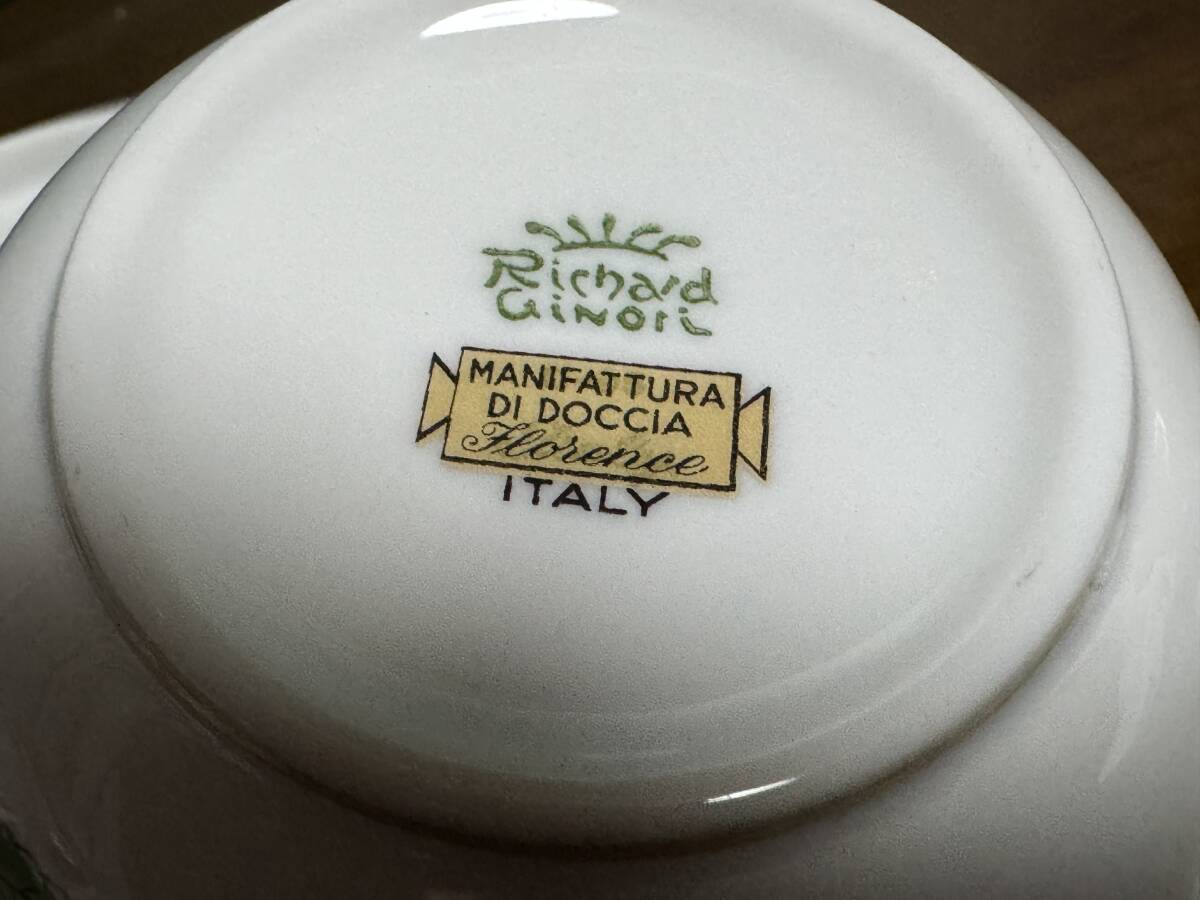 Richard
Ginori
MANIFATTURA
DI DOCCIA
Florence
ITALY